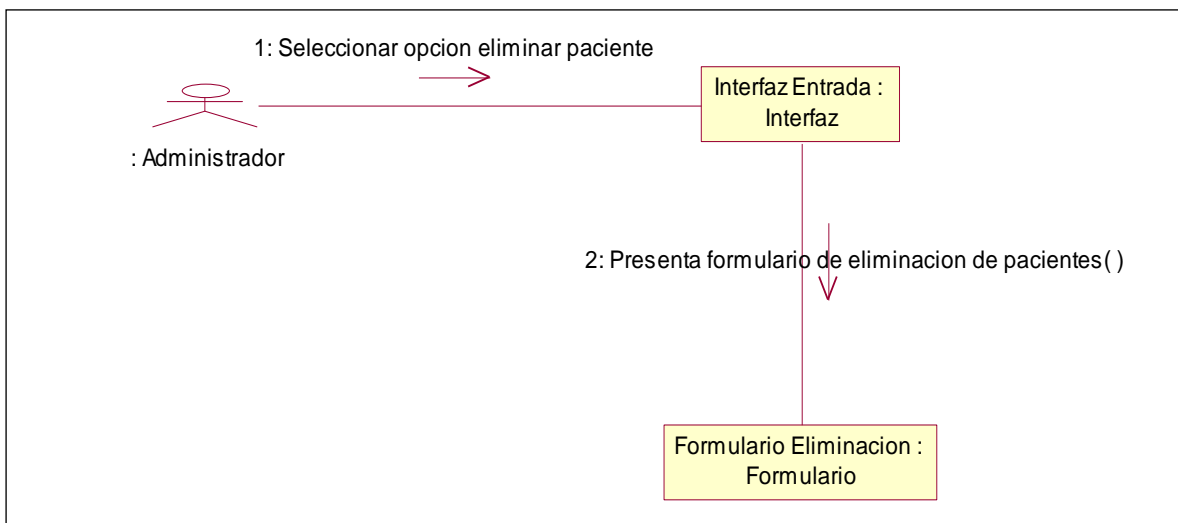 1: Seleccionar opcion eliminar paciente
Interfaz Entrada :
Interfaz
: Administrador
2: Presenta formulario de eliminacion de pacientes( )
Formulario Eliminacion :
Formulario